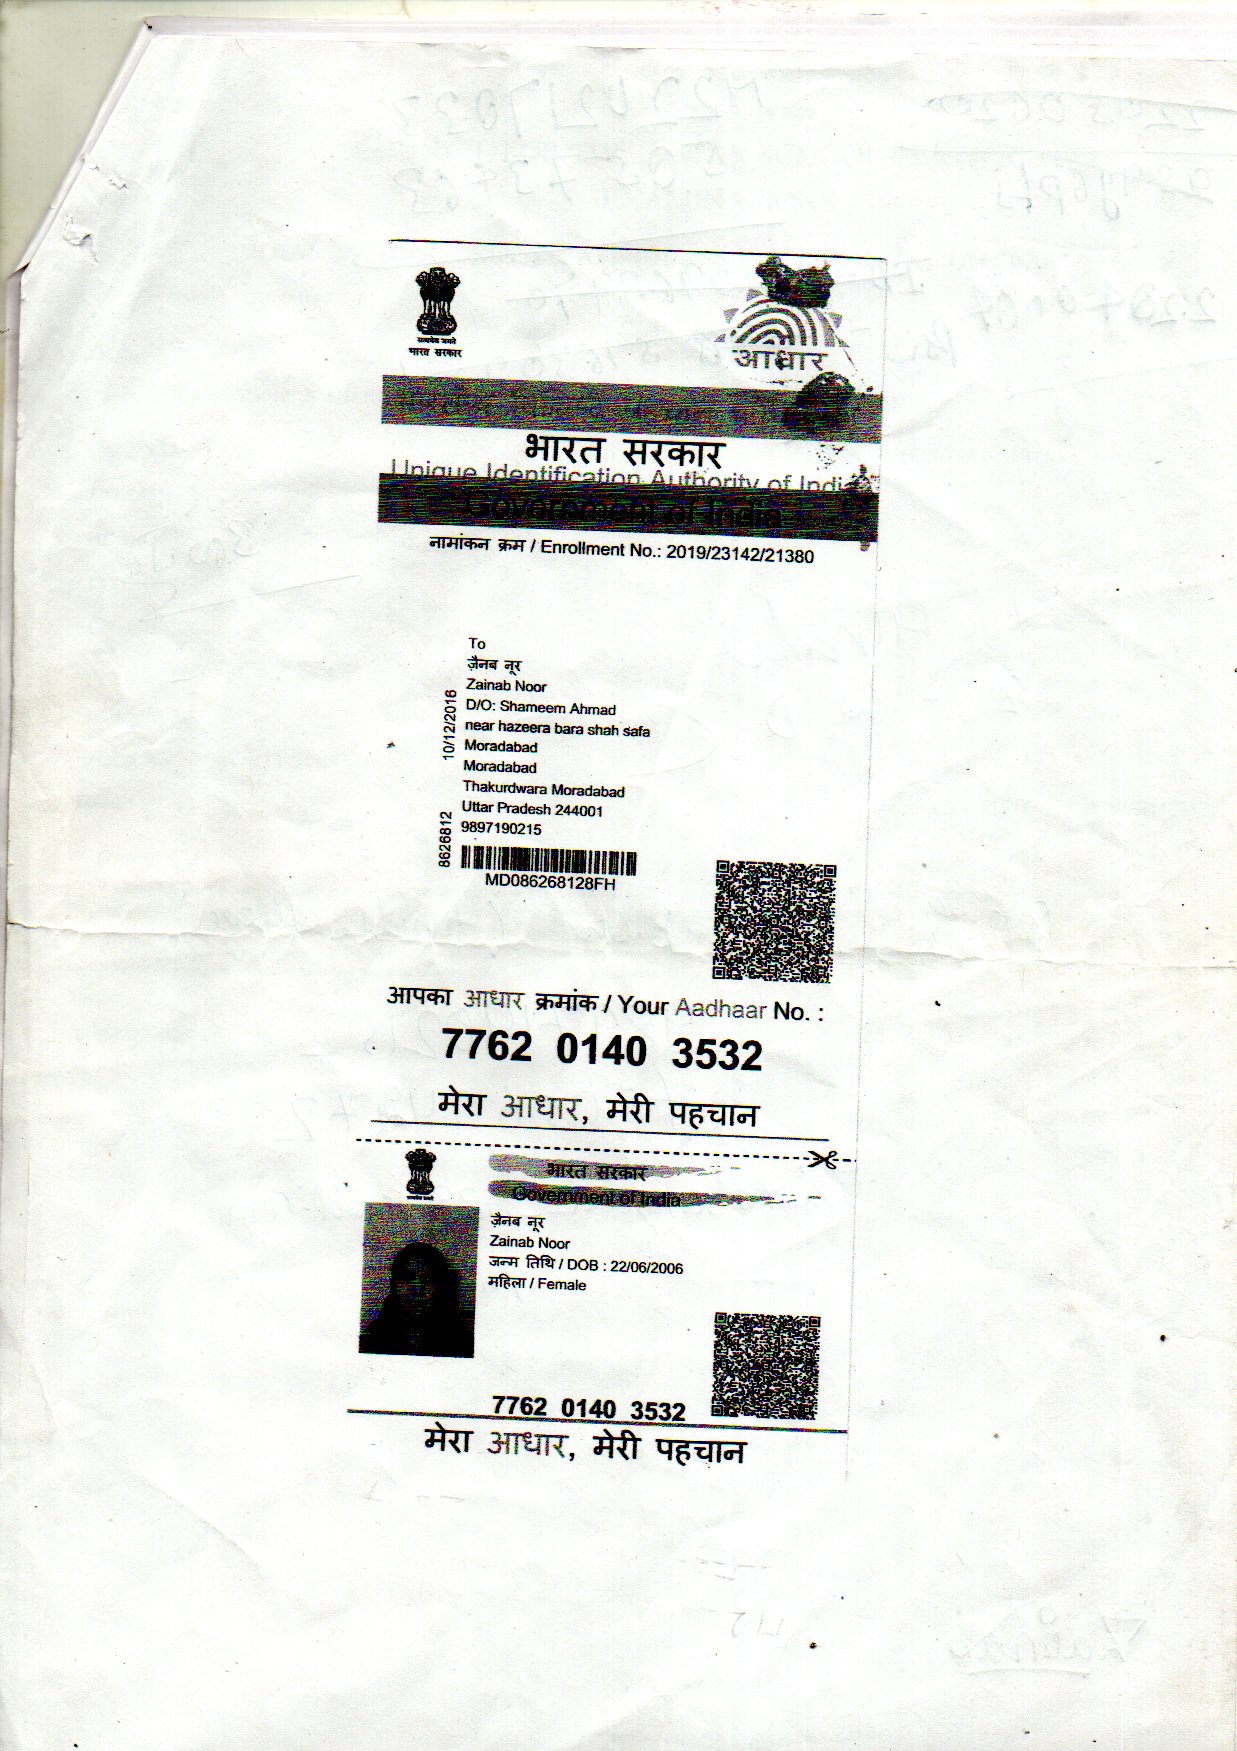 सत्यमेव जयते
भारत सरकार
आधार
भारत सरकार
Unique Identification Authority of India
Government of India
नामांकन क्रम / Enrollment No.: 2019/23142/21380
To
ज़ैनब नूर
Zainab Noor
D/O: Shameem Ahmad
near hazeera bara shah safa
Moradabad
Moradabad
Thakurdwara Moradabad
Uttar Pradesh 244001
9897190215
10/12/2016
8626812
MD086268128FH
आपका आधार क्रमांक / Your Aadhaar No. :
7762 0140 3532
मेरा आधार, मेरी पहचान
भारत सरकार
Government of India
ज़ैनब नूर
Zainab Noor
जन्म तिथि / DOB : 22/06/2006
महिला / Female
7762 0140 3532
मेरा आधार, मेरी पहचान